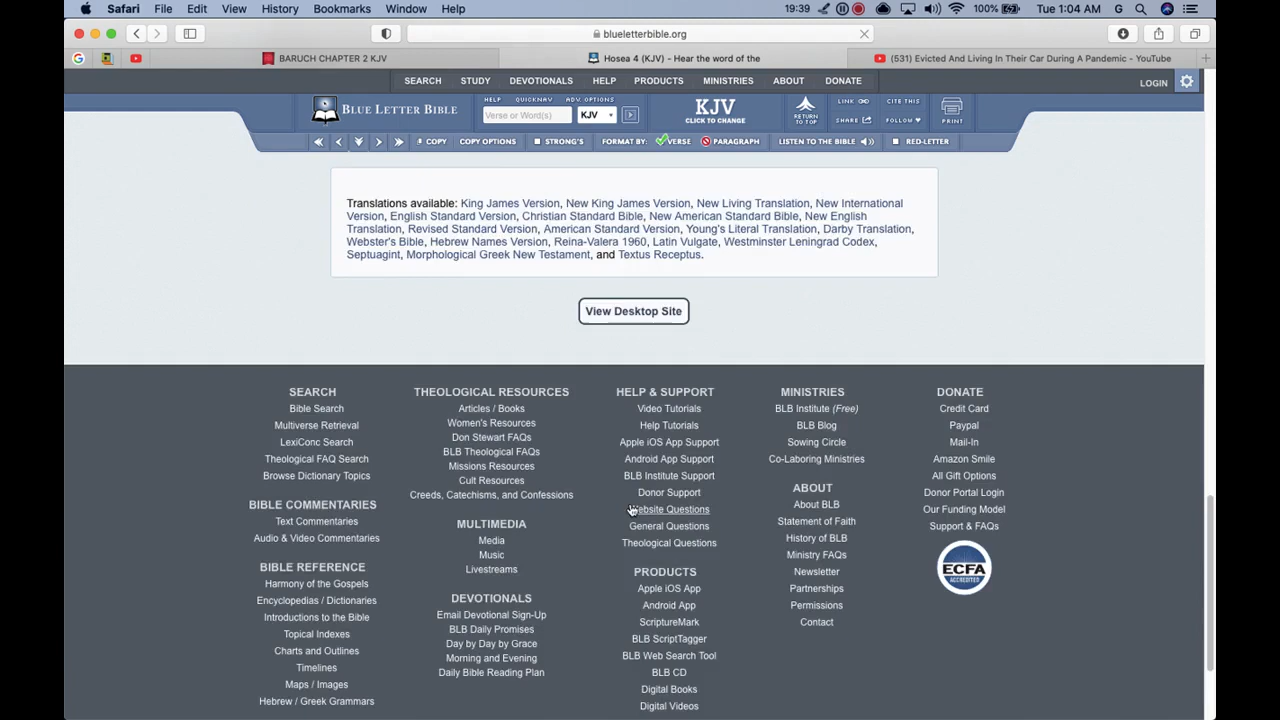 Safari File Edit View History Bookmarks Window Help 19:39 100% Tue 1:04 AM G
blueletterbible.org
BARUCH CHAPTER 2 KJV
Hosea 4 (KJV) - Hear the word of the
(531) Evicted And Living In Their Car During A Pandemic - YouTube
SEARCH STUDY DEVOTIONALS HELP PRODUCTS MINISTRIES ABOUT DONATE LOGIN
BLUE LETTER BIBLE
HELP QUICKNAV ADV. OPTIONS
Verse or Word(s) KJV
KJV
CLICK TO CHANGE
RETURN TO TOP
LINK CITE THIS
SHARE FOLLOW PRINT
COPY COPY OPTIONS STRONG'S FORMAT BY: VERSE PARAGRAPH LISTEN TO THE BIBLE RED-LETTER
Translations available: King James Version, New King James Version, New Living Translation, New International
Version, English Standard Version, Christian Standard Bible, New American Standard Bible, New English
Translation, Revised Standard Version, American Standard Version, Young's Literal Translation, Darby Translation,
Webster's Bible, Hebrew Names Version, Reina-Valera 1960, Latin Vulgate, Westminster Leningrad Codex,
Septuagint, Morphological Greek New Testament, and Textus Receptus.
View Desktop Site
SEARCH
Bible Search
Multiverse Retrieval
LexiConc Search
Theological FAQ Search
Browse Dictionary Topics
BIBLE COMMENTARIES
Text Commentaries
Audio & Video Commentaries
BIBLE REFERENCE
Harmony of the Gospels
Encyclopedias / Dictionaries
Introductions to the Bible
Topical Indexes
Charts and Outlines
Timelines
Maps / Images
Hebrew / Greek Grammars
THEOLOGICAL RESOURCES
Articles / Books
Women's Resources
Don Stewart FAQs
BLB Theological FAQs
Missions Resources
Cult Resources
Creeds, Catechisms, and Confessions
MULTIMEDIA
Media
Music
Livestreams
DEVOTIONALS
Email Devotional Sign-Up
BLB Daily Promises
Day by Day by Grace
Morning and Evening
Daily Bible Reading Plan
HELP & SUPPORT
Video Tutorials
Help Tutorials
Apple iOS App Support
Android App Support
BLB Institute Support
Donor Support
Website Questions
General Questions
Theological Questions
PRODUCTS
Apple iOS App
Android App
ScriptureMark
BLB ScriptTagger
BLB Web Search Tool
BLB CD
Digital Books
Digital Videos
MINISTRIES
BLB Institute (Free)
BLB Blog
Sowing Circle
Co-Laboring Ministries
ABOUT
About BLB
Statement of Faith
History of BLB
Ministry FAQs
Newsletter
Partnerships
Permissions
Contact
DONATE
Credit Card
Paypal
Mail-In
Amazon Smile
All Gift Options
Donor Portal Login
Our Funding Model
Support & FAQs
ECFA
ACCREDITED